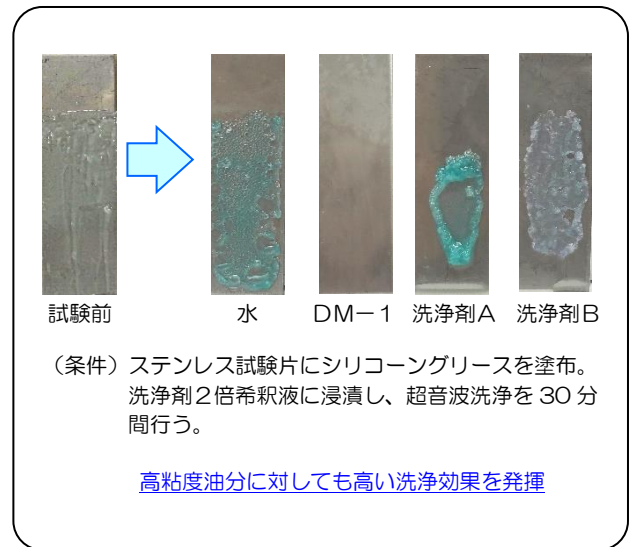 試験前 水 DM－1 洗浄剤A 洗浄剤B
（条件）ステンレス試験片にシリコーングリースを塗布。
洗浄剤２倍希釈液に浸漬し、超音波洗浄を 30 分
間行う。
高粘度油分に対しても高い洗浄効果を発揮